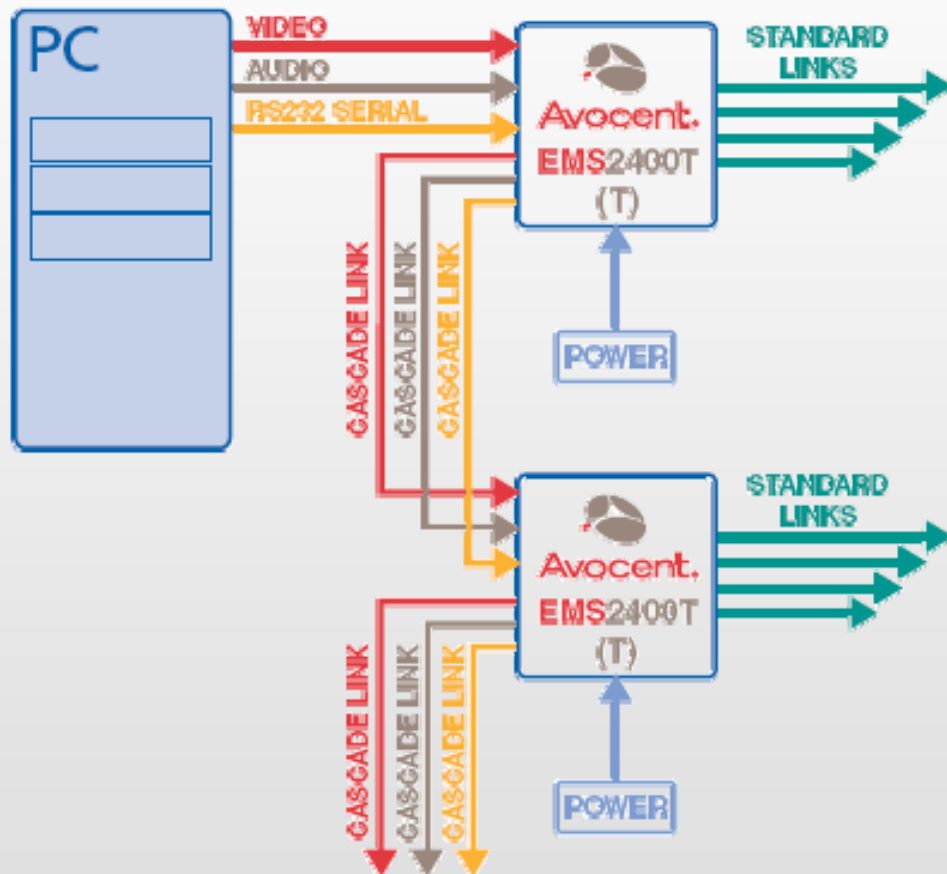 PC
VIDEO
AUDIO
RS232 SERIAL
Avocent.
EMS2400T
(T)
STANDARD
LINKS
CASCADE LINK
CASCADE LINK
CASCADE LINK
POWER
Avocent.
EMS2400T
(T)
STANDARD
LINKS
CASCADE LINK
CASCADE LINK
CASCADE LINK
POWER